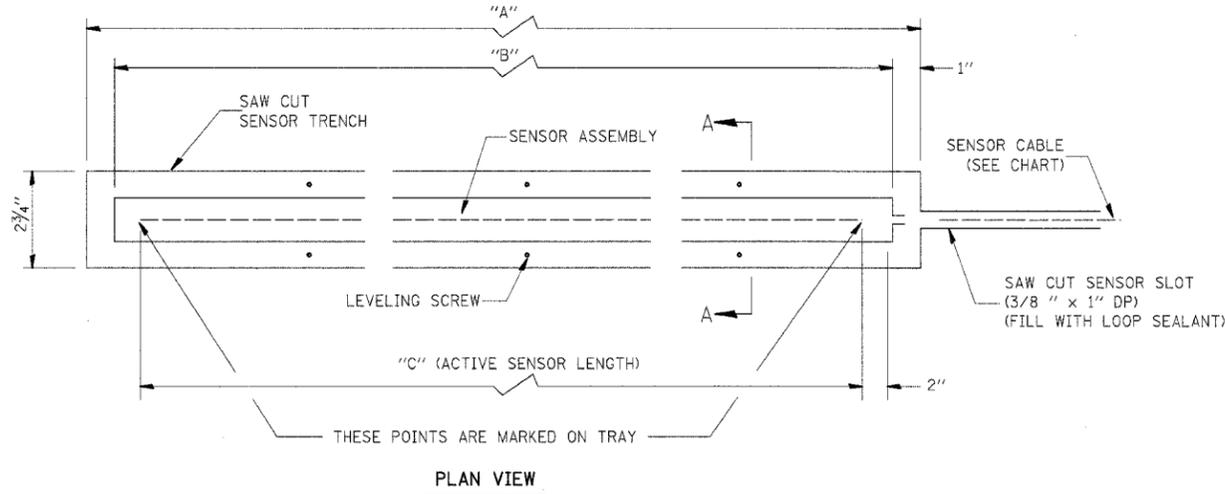 "A"
"B"
1"
SAW CUT
SENSOR TRENCH
A
SENSOR ASSEMBLY
SENSOR CABLE
(SEE CHART)
2¾"
LEVELING SCREW
A
SAW CUT SENSOR SLOT
(3/8 " x 1" DP)
(FILL WITH LOOP SEALANT)
"C" (ACTIVE SENSOR LENGTH)
2"
THESE POINTS ARE MARKED ON TRAY
PLAN VIEW